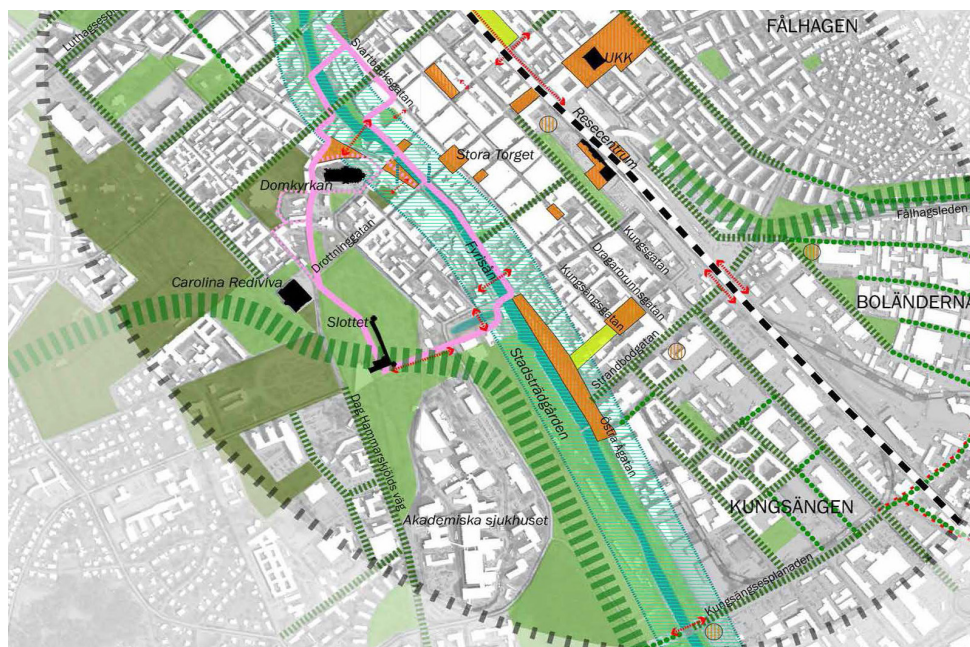 FÅLHAGEN
Luthagsespl
Svartbäcksgatan
UKK
Resecentrum
Stora Torget
Domkyrkan
Fålhagsleden
Drottninggatan
Fyrisån
Kungsgatan
Dragarbrunnsgatan
Kungsängsgatan
Carolina Rediviva
BOLÄNDERNA
Slottet
Strandbodgatan
Stadsträdgården
Dag Hammarskjölds väg
Östra Ågatan
KUNGSÄNGEN
Akademiska sjukhuset
Kungsängsesplanaden